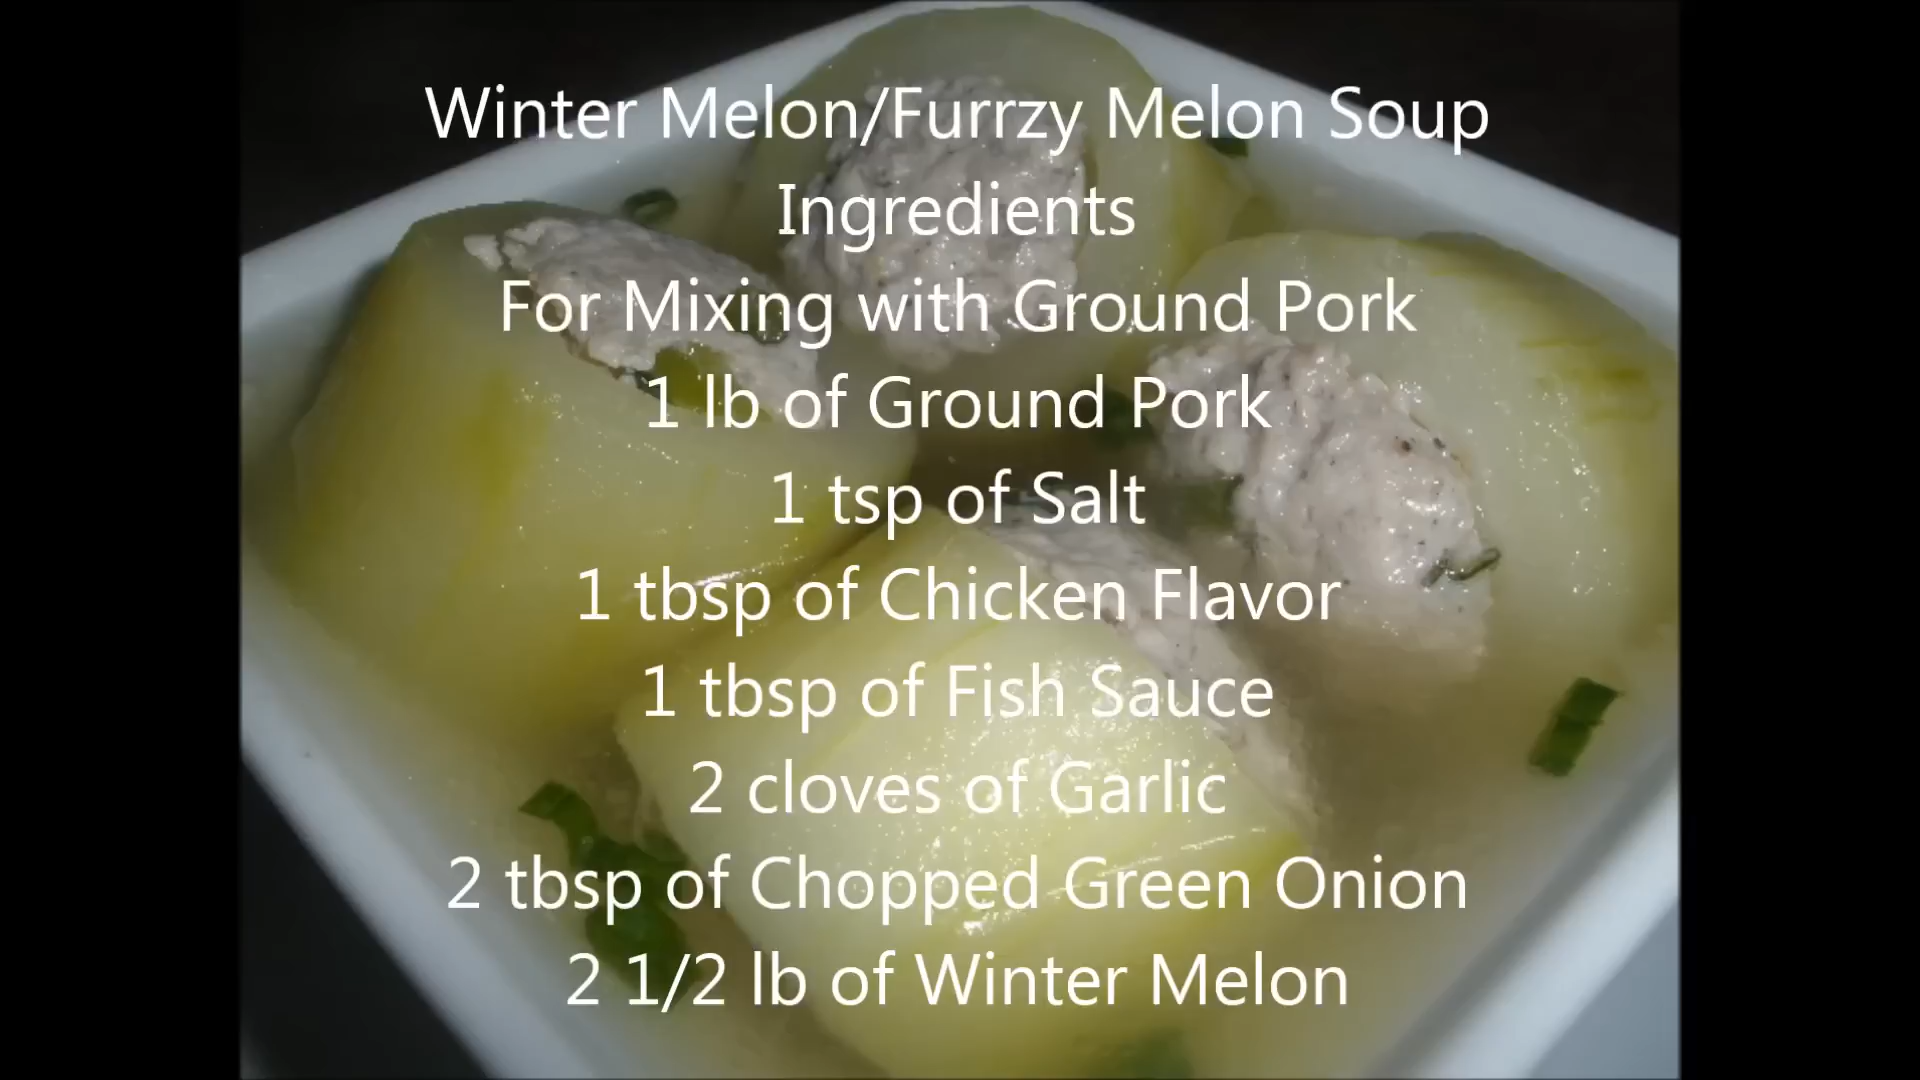 Winter Melon/Furrzy Melon Soup
Ingredients
For Mixing with Ground Pork
1 lb of Ground Pork
1 tsp of Salt
1 tbsp of Chicken Flavor
1 tbsp of Fish Sauce
2 cloves of Garlic
2 tbsp of Chopped Green Onion
2 1/2 lb of Winter Melon